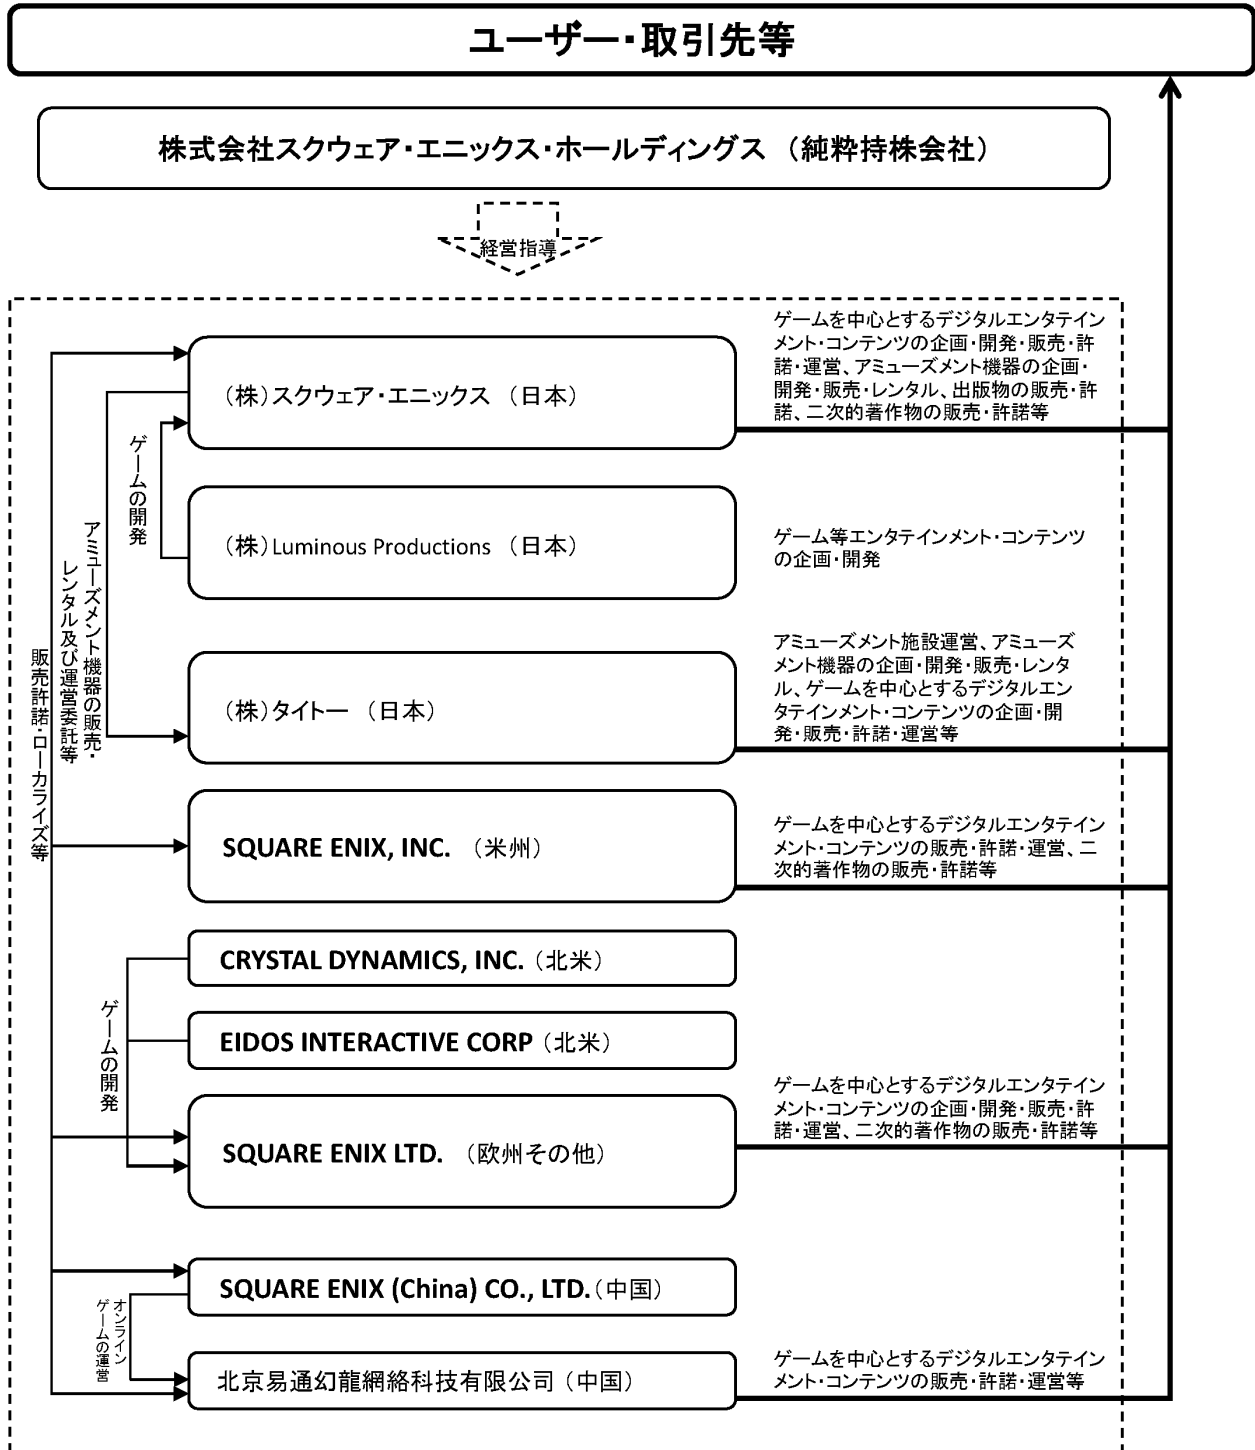 ユーザー・取引先等
株式会社スクウェア・エニックス・ホールディングス （純粋持株会社）
経営指導
（株）スクウェア・エニックス （日本）
ゲームを中心とするデジタルエンタテイン
メント・コンテンツの企画・開発・販売・許
諾・運営、アミューズメント機器の企画・
開発・販売・レンタル、出版物の販売・許
諾、二次的著作物の販売・許諾等
ゲームの開発
（株）Luminous Productions （日本）
ゲーム等エンタテインメント・コンテンツ
の企画・開発
アミューズメント機器の販売・
レンタル及び運営委託等
販売許諾・ローカライズ等
（株）タイトー （日本）
アミューズメント施設運営、アミューズ
メント機器の企画・開発・販売・レンタ
ル、ゲームを中心とするデジタルエン
タテインメント・コンテンツの企画・開
発・販売・許諾・運営等
SQUARE ENIX, INC. （米州）
ゲームを中心とするデジタルエンタテイン
メント・コンテンツの販売・許諾・運営、二
次的著作物の販売・許諾等
CRYSTAL DYNAMICS, INC. （北米）
EIDOS INTERACTIVE CORP （北米）
ゲームの開発
SQUARE ENIX LTD. （欧州その他）
ゲームを中心とするデジタルエンタテイン
メント・コンテンツの企画・開発・販売・許
諾・運営、二次的著作物の販売・許諾等
SQUARE ENIX (China) CO., LTD. （中国）
オンライン
ゲームの運営
北京易通幻龍網絡科技有限公司 （中国）
ゲームを中心とするデジタルエンタテイン
メント・コンテンツの販売・許諾・運営等